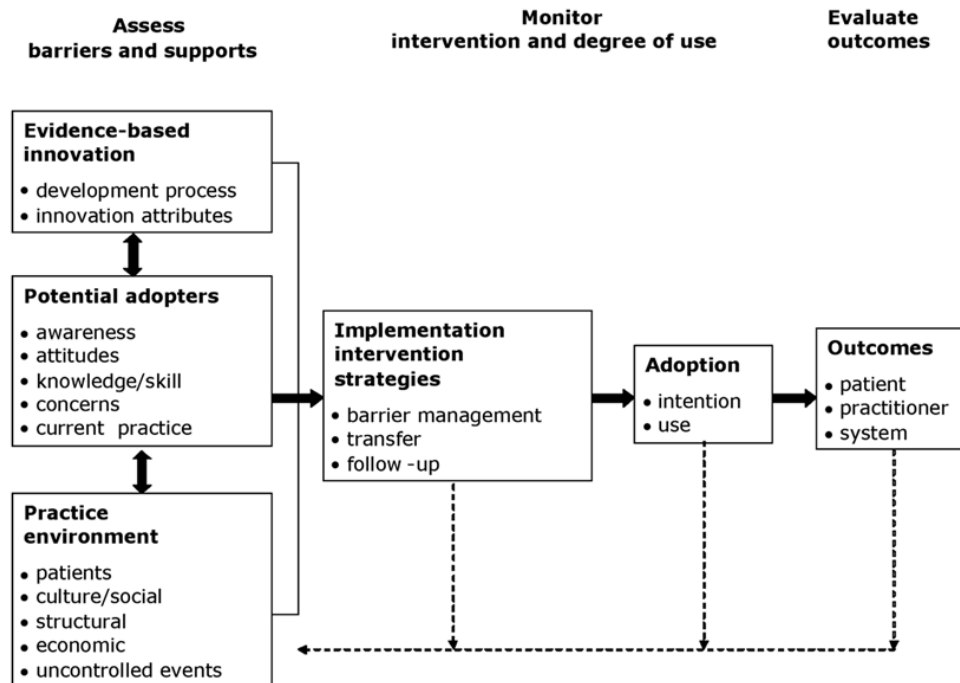 Assess
barriers and supports
Monitor
intervention and degree of use
Evaluate
outcomes
Evidence-based
innovation
• development process
• innovation attributes
Potential adopters
• awareness
• attitudes
• knowledge/skill
• concerns
• current practice
Practice
environment
• patients
• culture/social
• structural
• economic
• uncontrolled events
Implementation
intervention
strategies
• barrier management
• transfer
• follow -up
Adoption
• intention
• use
Outcomes
• patient
• practitioner
• system